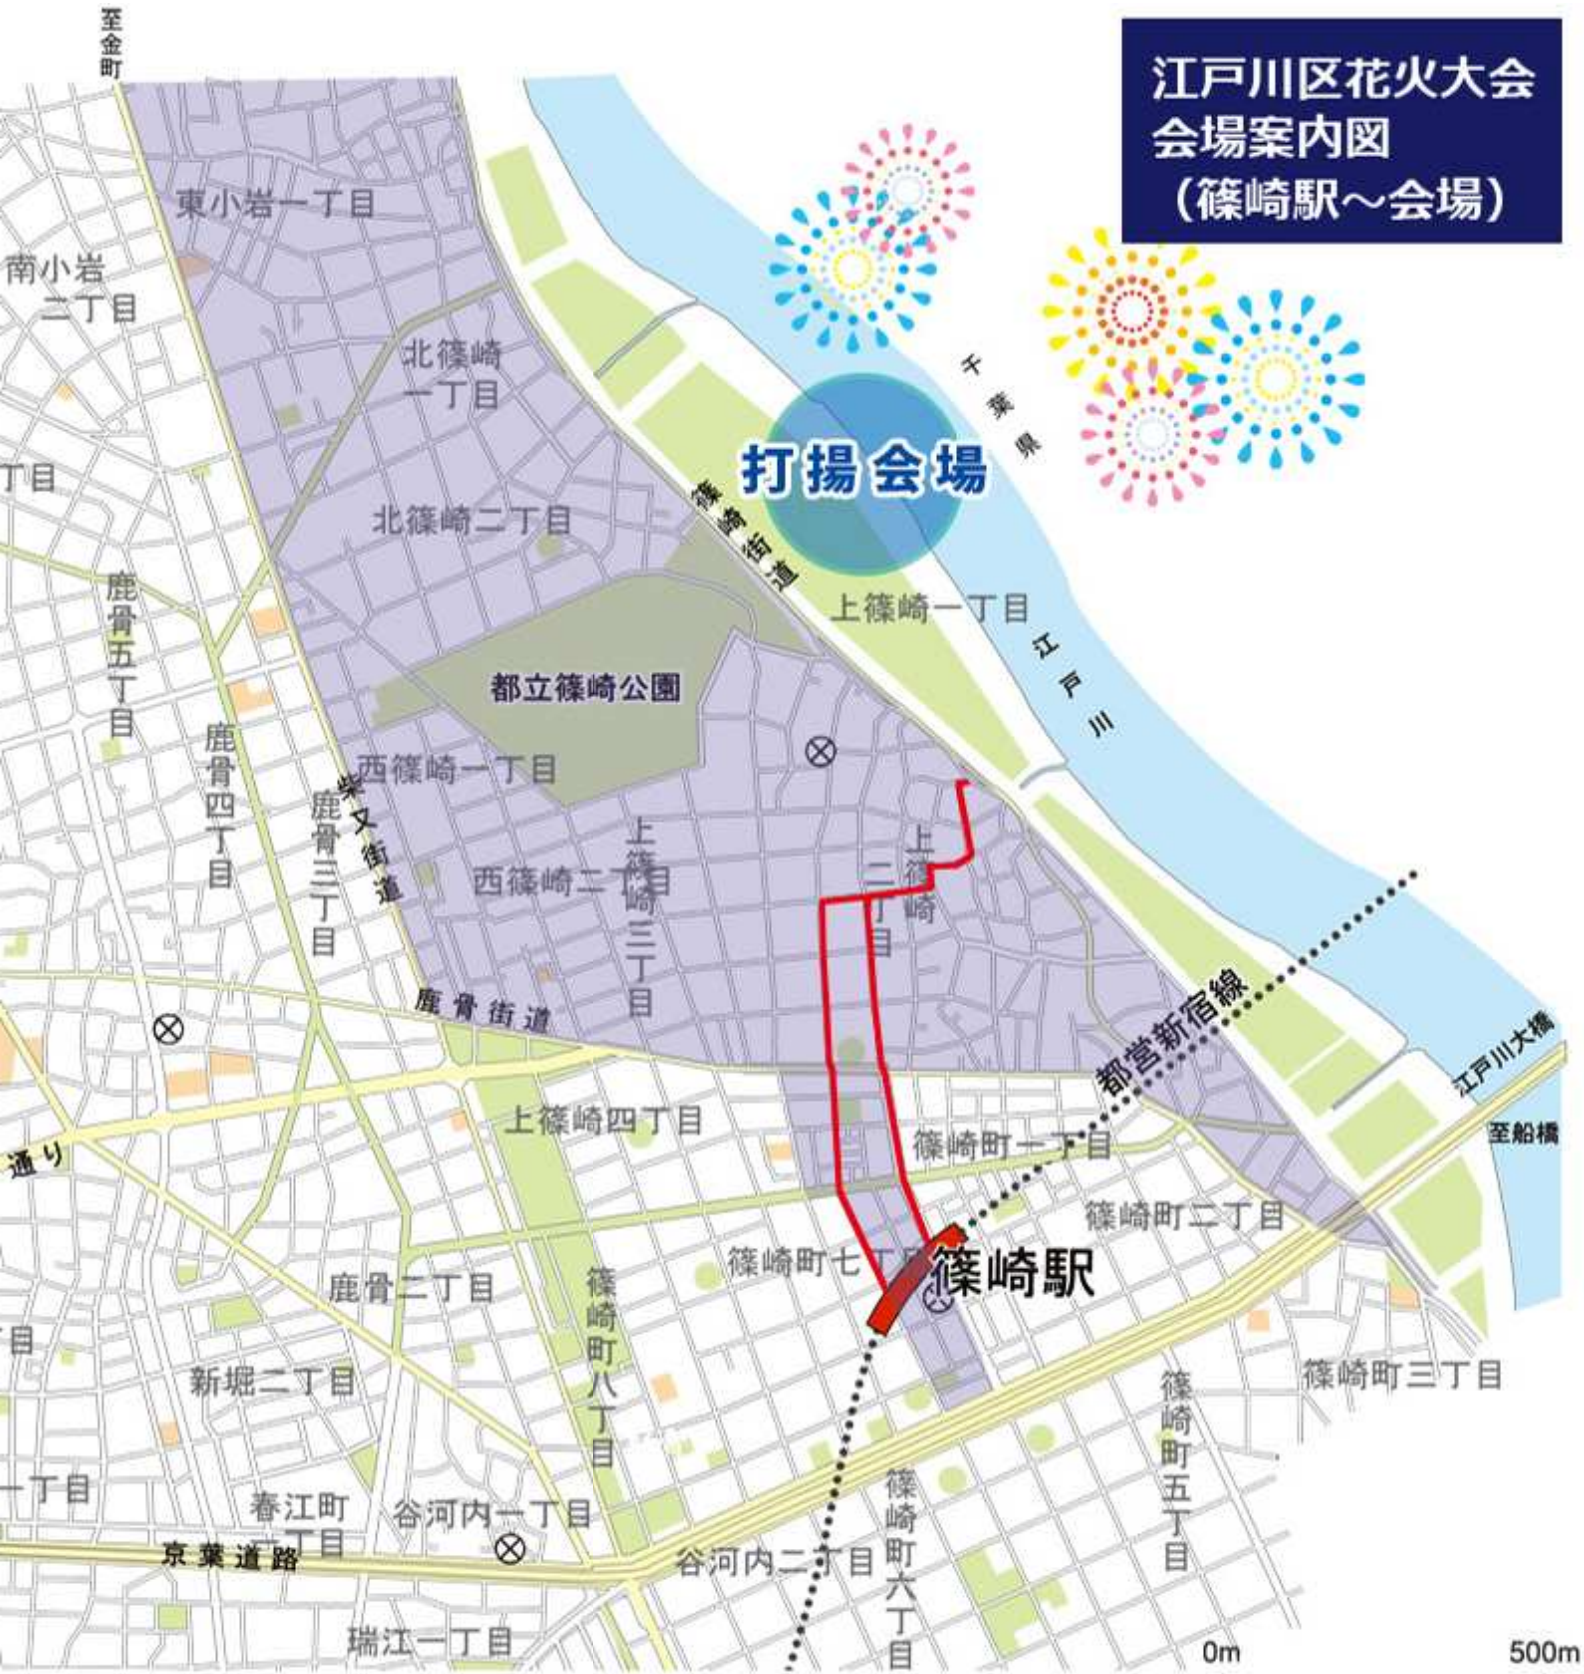 至金町
江戸川区花火大会
会場案内図
（篠崎駅～会場）
東小岩一丁目
南小岩
二丁目
北篠崎
一丁目
千葉県
打揚会場
丁目
北篠崎二丁目
篠崎街道
鹿骨五丁目
上篠崎一丁目
江戸川
都立篠崎公園
鹿骨四丁目
西篠崎一丁目
柴又街道
鹿骨三丁目
上篠崎三丁目
西篠崎二丁目
上篠崎
二丁目
鹿骨街道
都営新宿線
江戸川大橋
至船橋
上篠崎四丁目
篠崎町一丁目
通り
篠崎町二丁目
篠崎町七丁目
篠崎駅
鹿骨二丁目
篠崎町八丁目
目
新堀二丁目
篠崎町三丁目
篠崎町五丁目
一丁目
春江町
丁目
谷河内一丁目
篠崎町六丁目
京葉道路
谷河内二丁目
瑞江一丁目
0m
500m